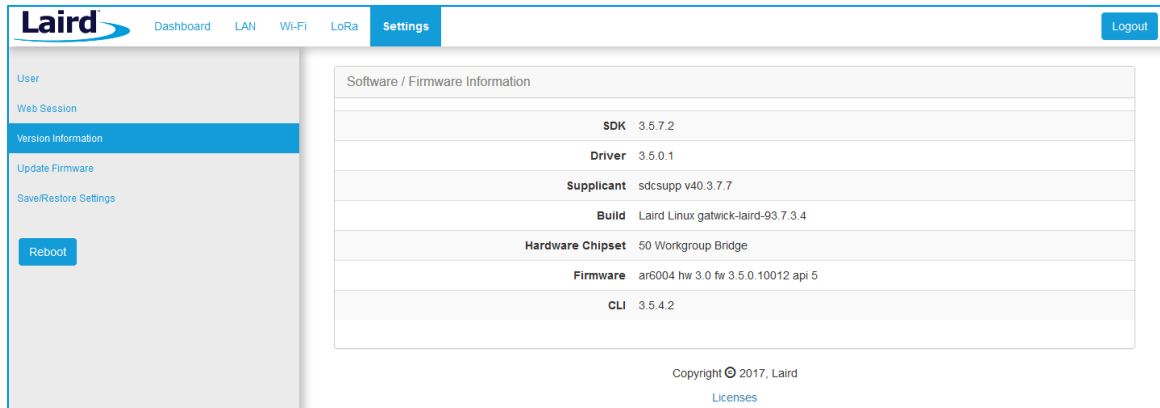 Laird Dashboard LAN Wi-Fi LoRa Settings Logout
User
Web Session
Version Information
Update Firmware
Save/Restore Settings
Reboot
Software / Firmware Information
SDK 3.5.7.2
Driver 3.5.0.1
Supplicant sdcsupp v40.3.7.7
Build Laird Linux gatwick-laird-93.7.3.4
Hardware Chipset 50 Workgroup Bridge
Firmware ar6004 hw 3.0 fw 3.5.0.10012 api 5
CLI 3.5.4.2
Copyright © 2017, Laird
Licenses